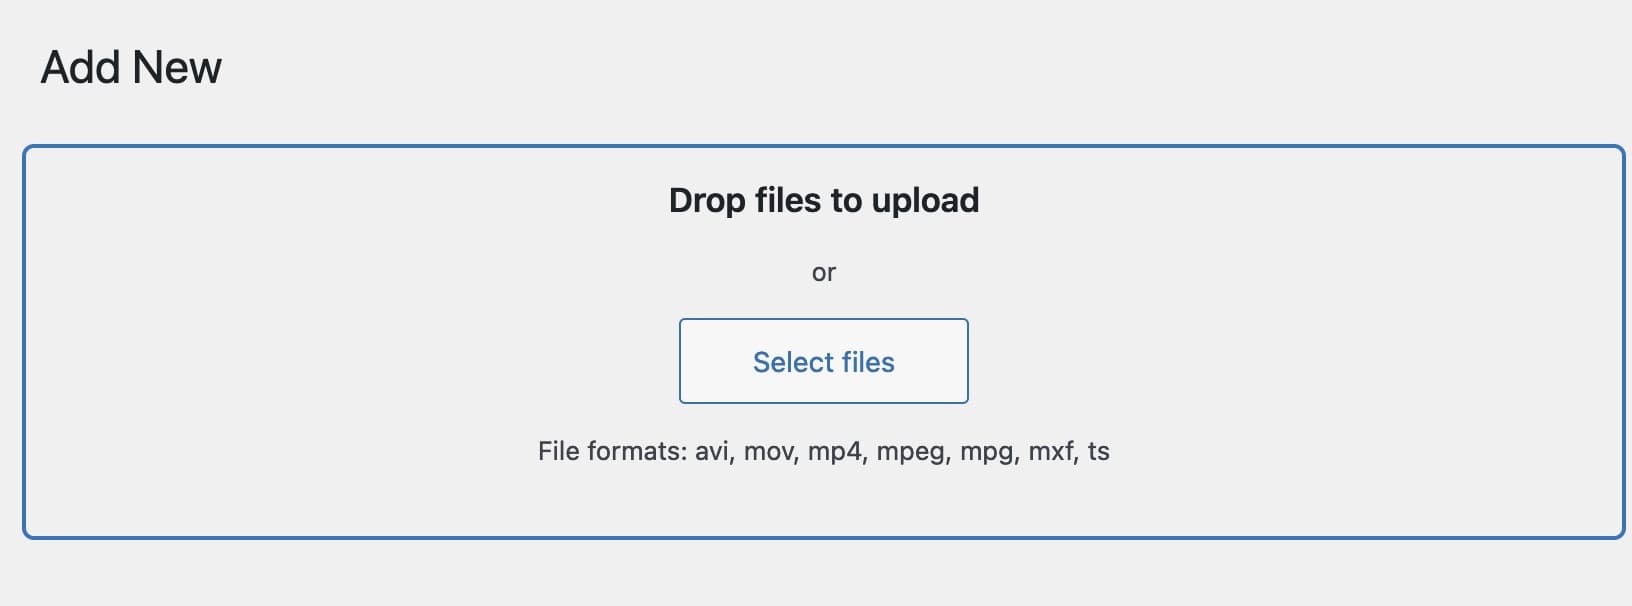 Add New
Drop files to upload
or
Select files
File formats: avi, mov, mp4, mpeg, mpg, mxf, ts